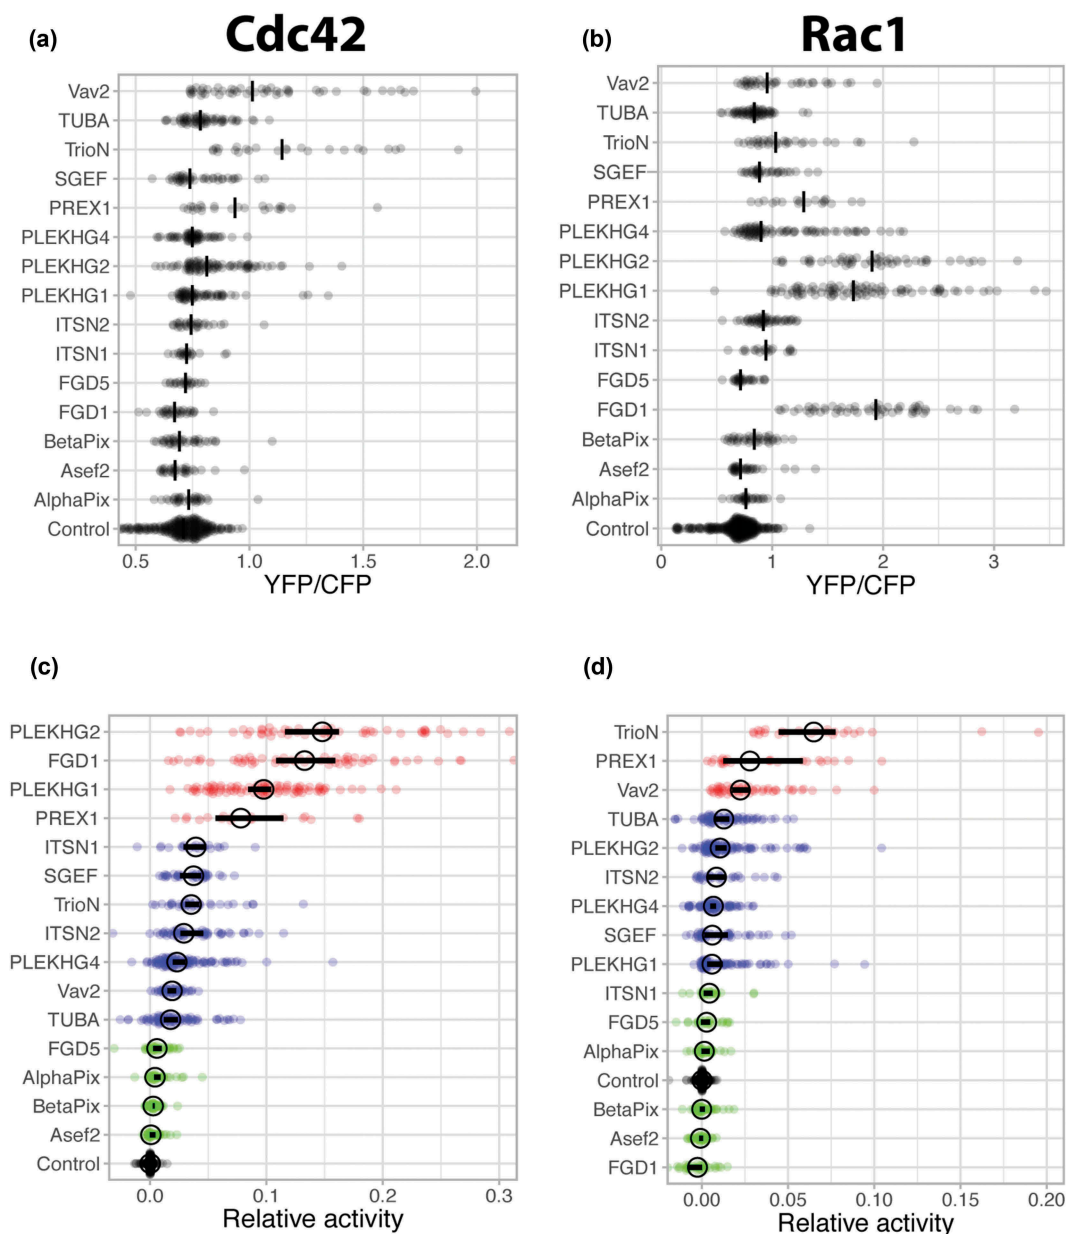 (a)
Cdc42
Vav2
TUBA
TrioN
SGEF
PREX1
PLEKHG4
PLEKHG2
PLEKHG1
ITSN2
ITSN1
FGD5
FGD1
BetaPix
Asef2
AlphaPix
Control
0.5 1.0 1.5 2.0
YFP/CFP
(b)
Rac1
Vav2
TUBA
TrioN
SGEF
PREX1
PLEKHG4
PLEKHG2
PLEKHG1
ITSN2
ITSN1
FGD5
FGD1
BetaPix
Asef2
AlphaPix
Control
0 1 2 3
YFP/CFP
(c)
PLEKHG2
FGD1
PLEKHG1
PREX1
ITSN1
SGEF
TrioN
ITSN2
PLEKHG4
Vav2
TUBA
FGD5
AlphaPix
BetaPix
Asef2
Control
0.0 0.1 0.2 0.3
Relative activity
(d)
TrioN
PREX1
Vav2
TUBA
PLEKHG2
ITSN2
PLEKHG4
SGEF
PLEKHG1
ITSN1
FGD5
AlphaPix
Control
BetaPix
Asef2
FGD1
0.00 0.05 0.10 0.15 0.20
Relative activity